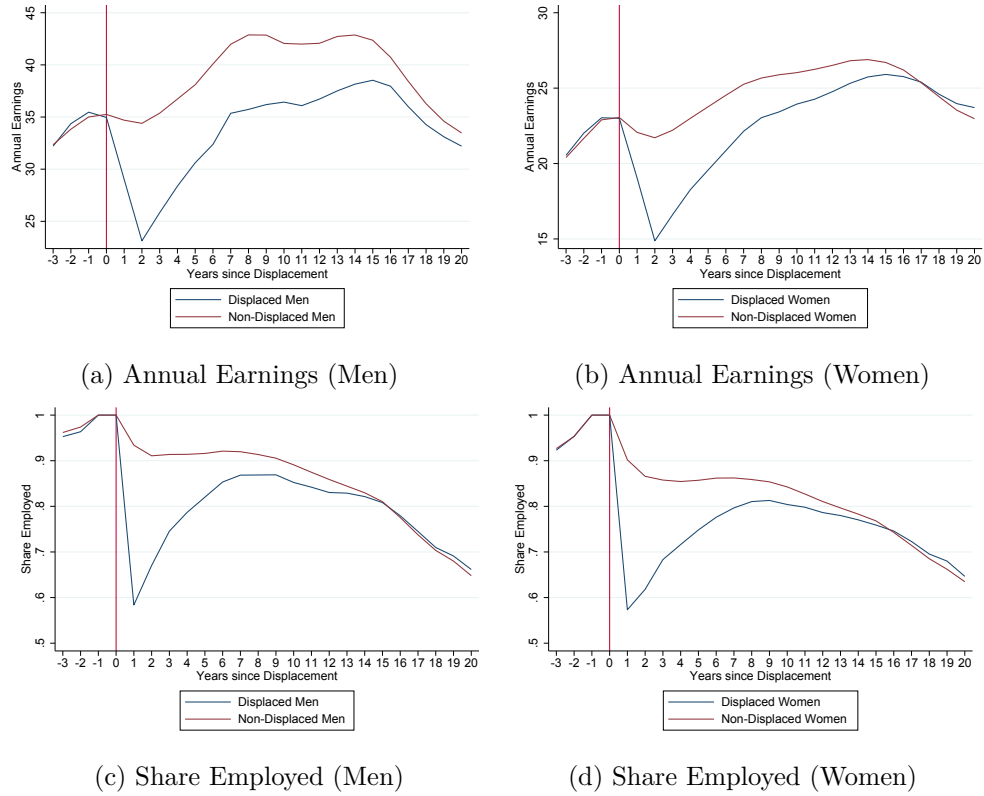 45
40
35
30
25
Annual Earnings
-3 -2 -1 0 1 2 3 4 5 6 7 8 9 10 11 12 13 14 15 16 17 18 19 20
Years since Displacement
Displaced Men
Non-Displaced Men
(a) Annual Earnings (Men)
30
25
20
15
Annual Earnings
-3 -2 -1 0 1 2 3 4 5 6 7 8 9 10 11 12 13 14 15 16 17 18 19 20
Years since Displacement
Displaced Women
Non-Displaced Women
(b) Annual Earnings (Women)
1
.9
.8
.7
.6
.5
Share Employed
-3 -2 -1 0 1 2 3 4 5 6 7 8 9 10 11 12 13 14 15 16 17 18 19 20
Years since Displacement
Displaced Men
Non-Displaced Men
(c) Share Employed (Men)
1
.9
.8
.7
.6
.5
Share Employed
-3 -2 -1 0 1 2 3 4 5 6 7 8 9 10 11 12 13 14 15 16 17 18 19 20
Years since Displacement
Displaced Women
Non-Displaced Women
(d) Share Employed (Women)